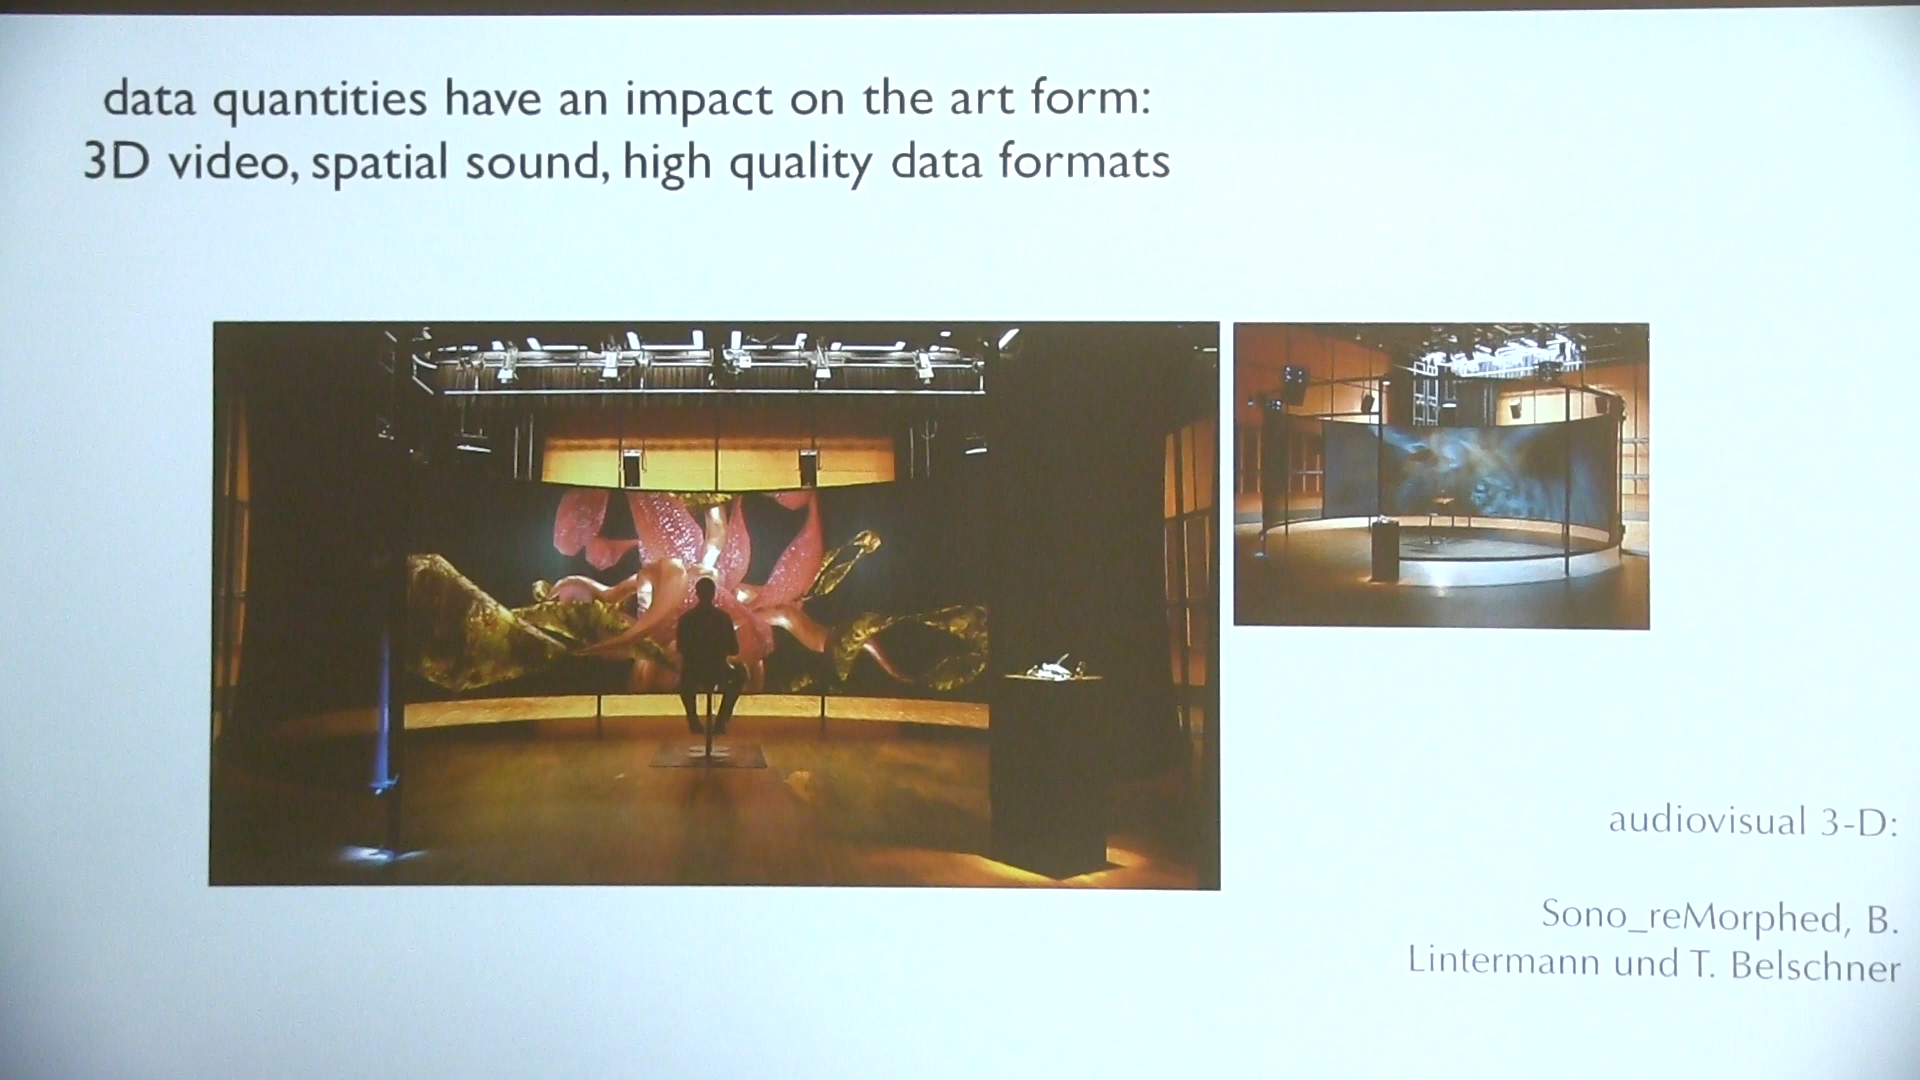 data quantities have an impact on the art form:
3D video, spatial sound, high quality data formats
audiovisual 3-D:
Sono_reMorphed, B.
Lintermann und T. Belschner